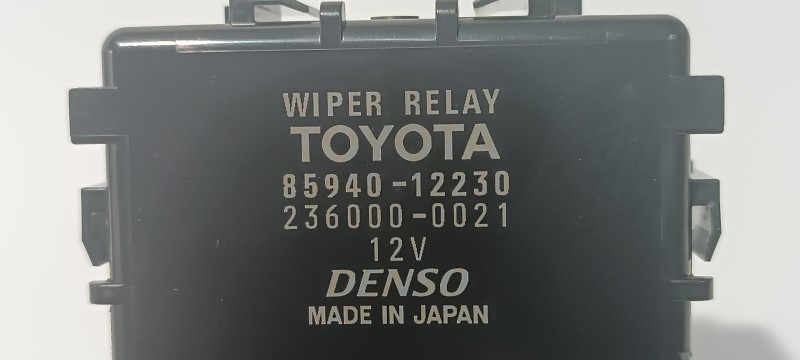 WIPER RELAY
TOYOTA
85940-12230
236000-0021
12V
DENSO
MADE IN JAPAN